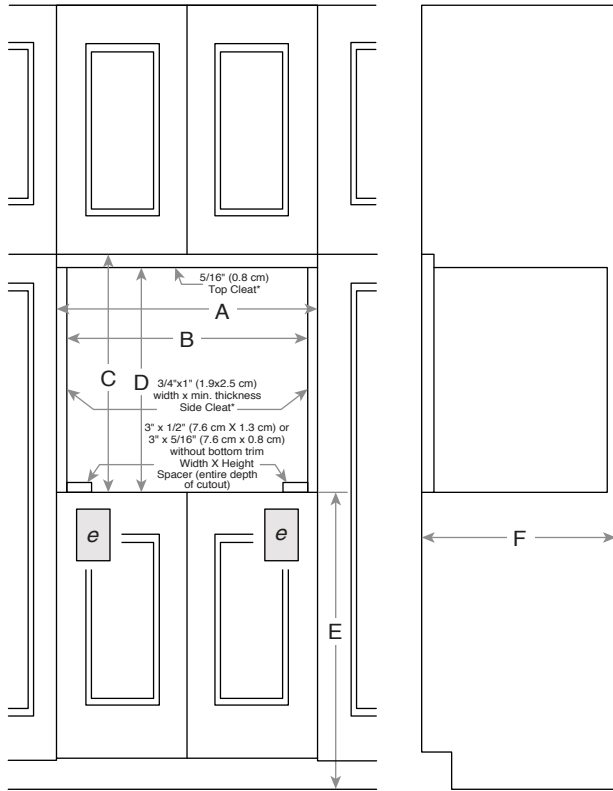 5/16" (0.8 cm)
Top Cleat*
A
B
C
D
3/4"x1" (1.9x2.5 cm)
width x min. thickness
Side Cleat*
3" x 1/2" (7.6 cm X 1.3 cm) or
3" x 5/16" (7.6 cm x 0.8 cm)
without bottom trim
Width X Height
Spacer (entire depth
of cutout)
e
e
F
E